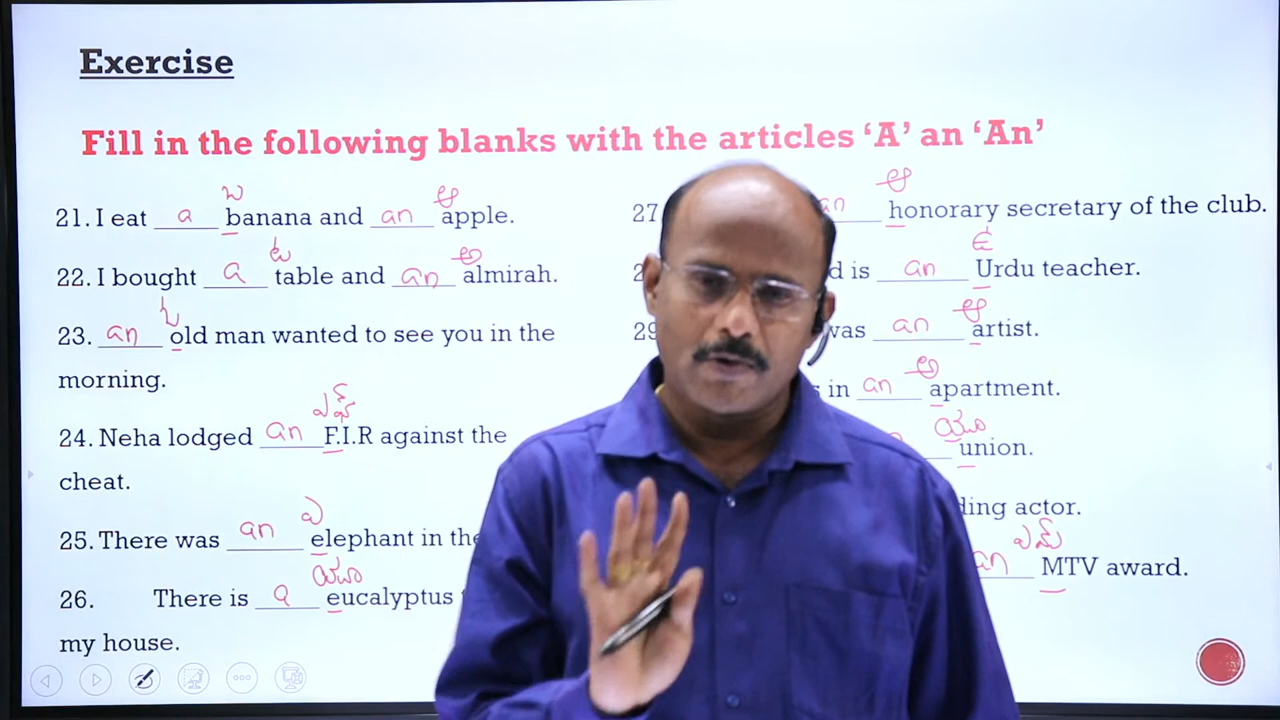 Exercise
Fill in the following blanks with the articles ‘A’ an ‘An’
ಬ ಆ
21. I eat a banana and an apple.
ಟ ಅ
22. I bought a table and an almirah.
ಓ
23. an old man wanted to see you in the
morning.
ಎಫ್
24. Neha lodged an F.I.R against the
cheat.
ಎ
25. There was an elephant in the
ಯೂ
26. There is a eucalyptus
my house.
ಆ
27 an honorary secretary of the club.
ಉ
d is an Urdu teacher.
ಆ
29 was an artist.
ಅ
in an apartment.
ಯೂ
union.
ding actor.
ಎಮ್
an MTV award.